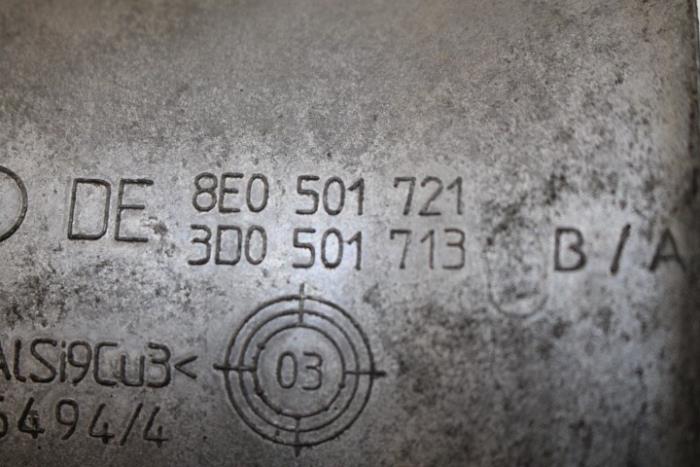 DE 8E0 501 721
3D0 501 713 B / A
AlSi9Cu3<
03
5494/4